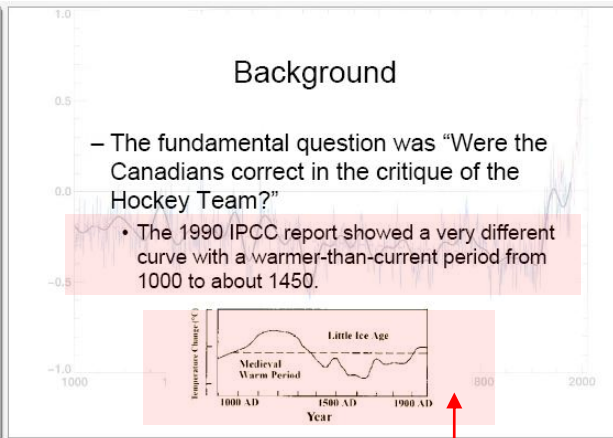 1.0
Background
0.5
– The fundamental question was “Were the
Canadians correct in the critique of the
0.0
Hockey Team?”
• The 1990 IPCC report showed a very different
curve with a warmer-than-current period from
−0.5
1000 to about 1450.
Temperature Change (°C)
Little Ice Age
Medieval
Warm Period
−1.0
1000
1
800
2000
1000 AD
1500 AD
1900 AD
Year